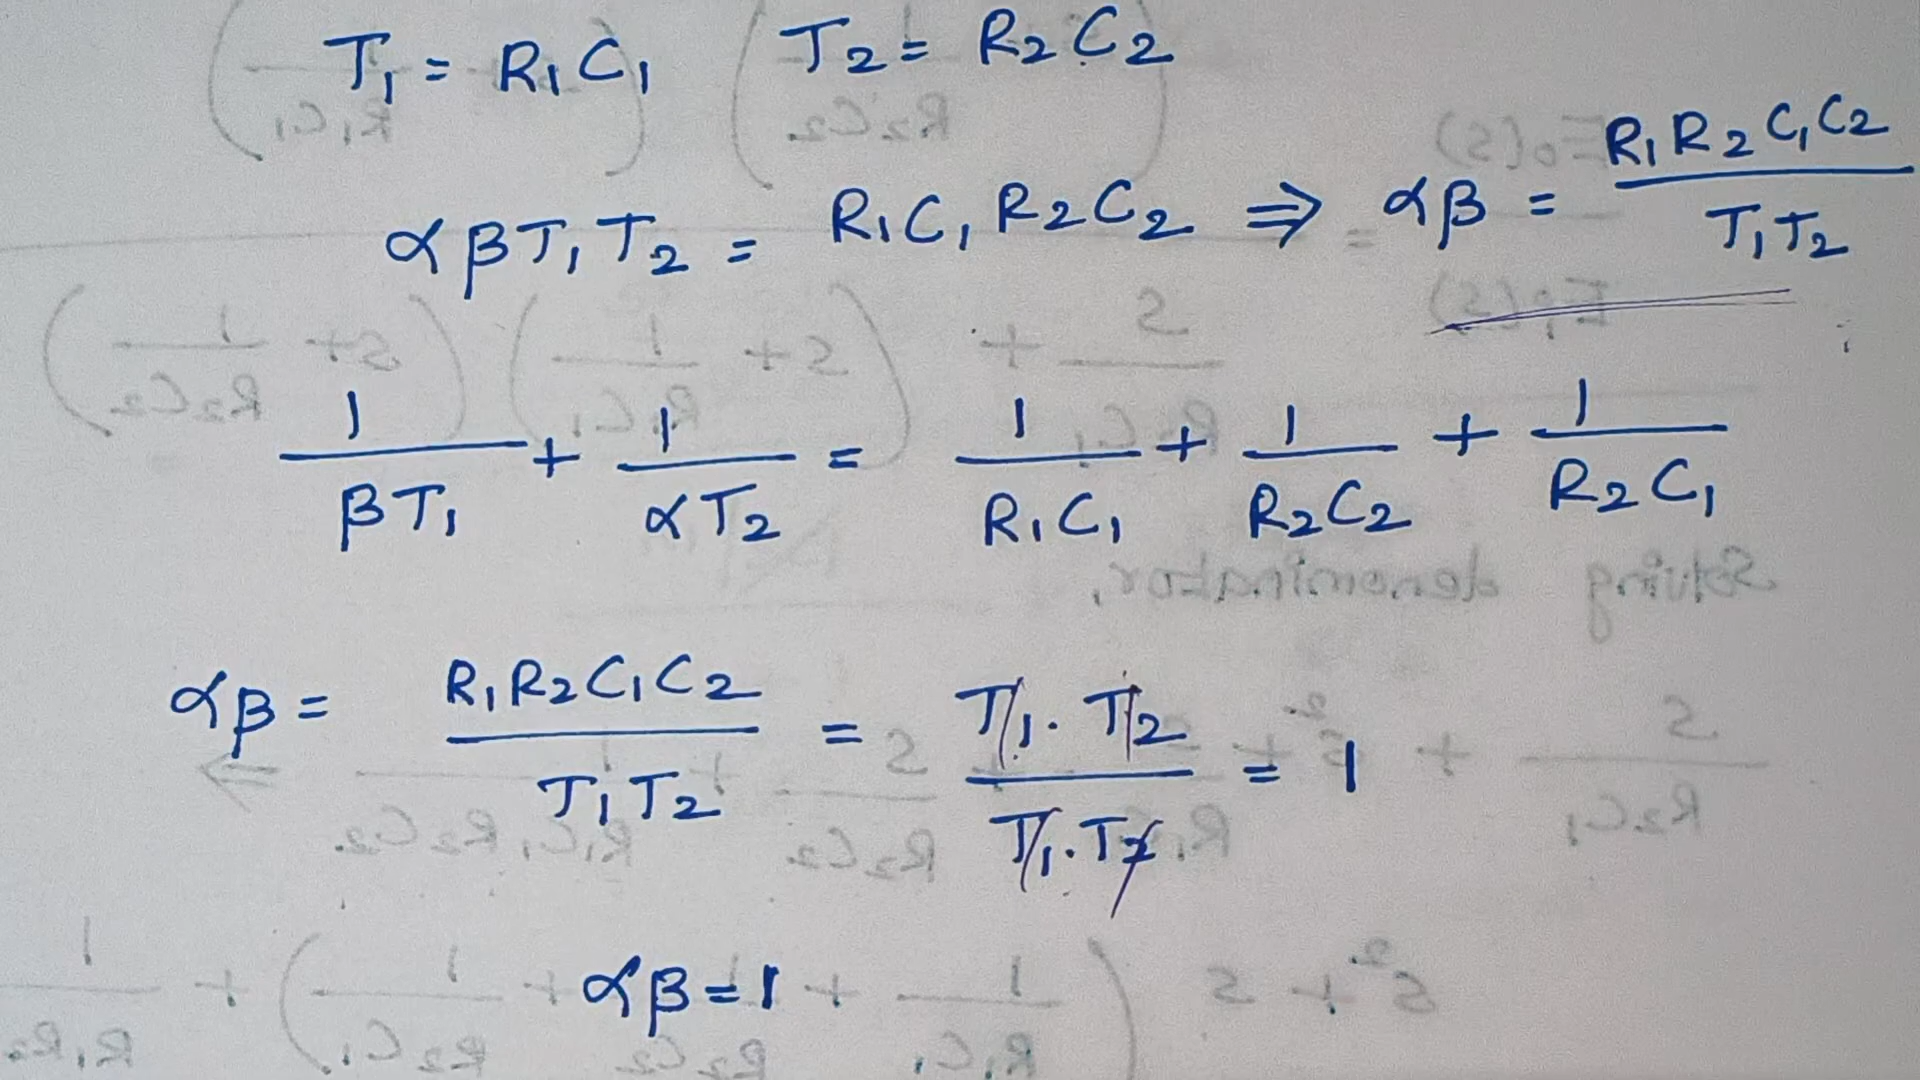 T₁ = R₁C₁ T₂ = R₂C₂
αβT₁T₂ = R₁C₁R₂C₂ ⇒ αβ = R₁R₂C₁C₂ / T₁T₂
1/βT₁ + 1/αT₂ = 1/R₁C₁ + 1/R₂C₂ + 1/R₂C₁
αβ = R₁R₂C₁C₂ / T₁T₂ = T₁·T₂ / T₁·T₂ = 1
αβ = 1